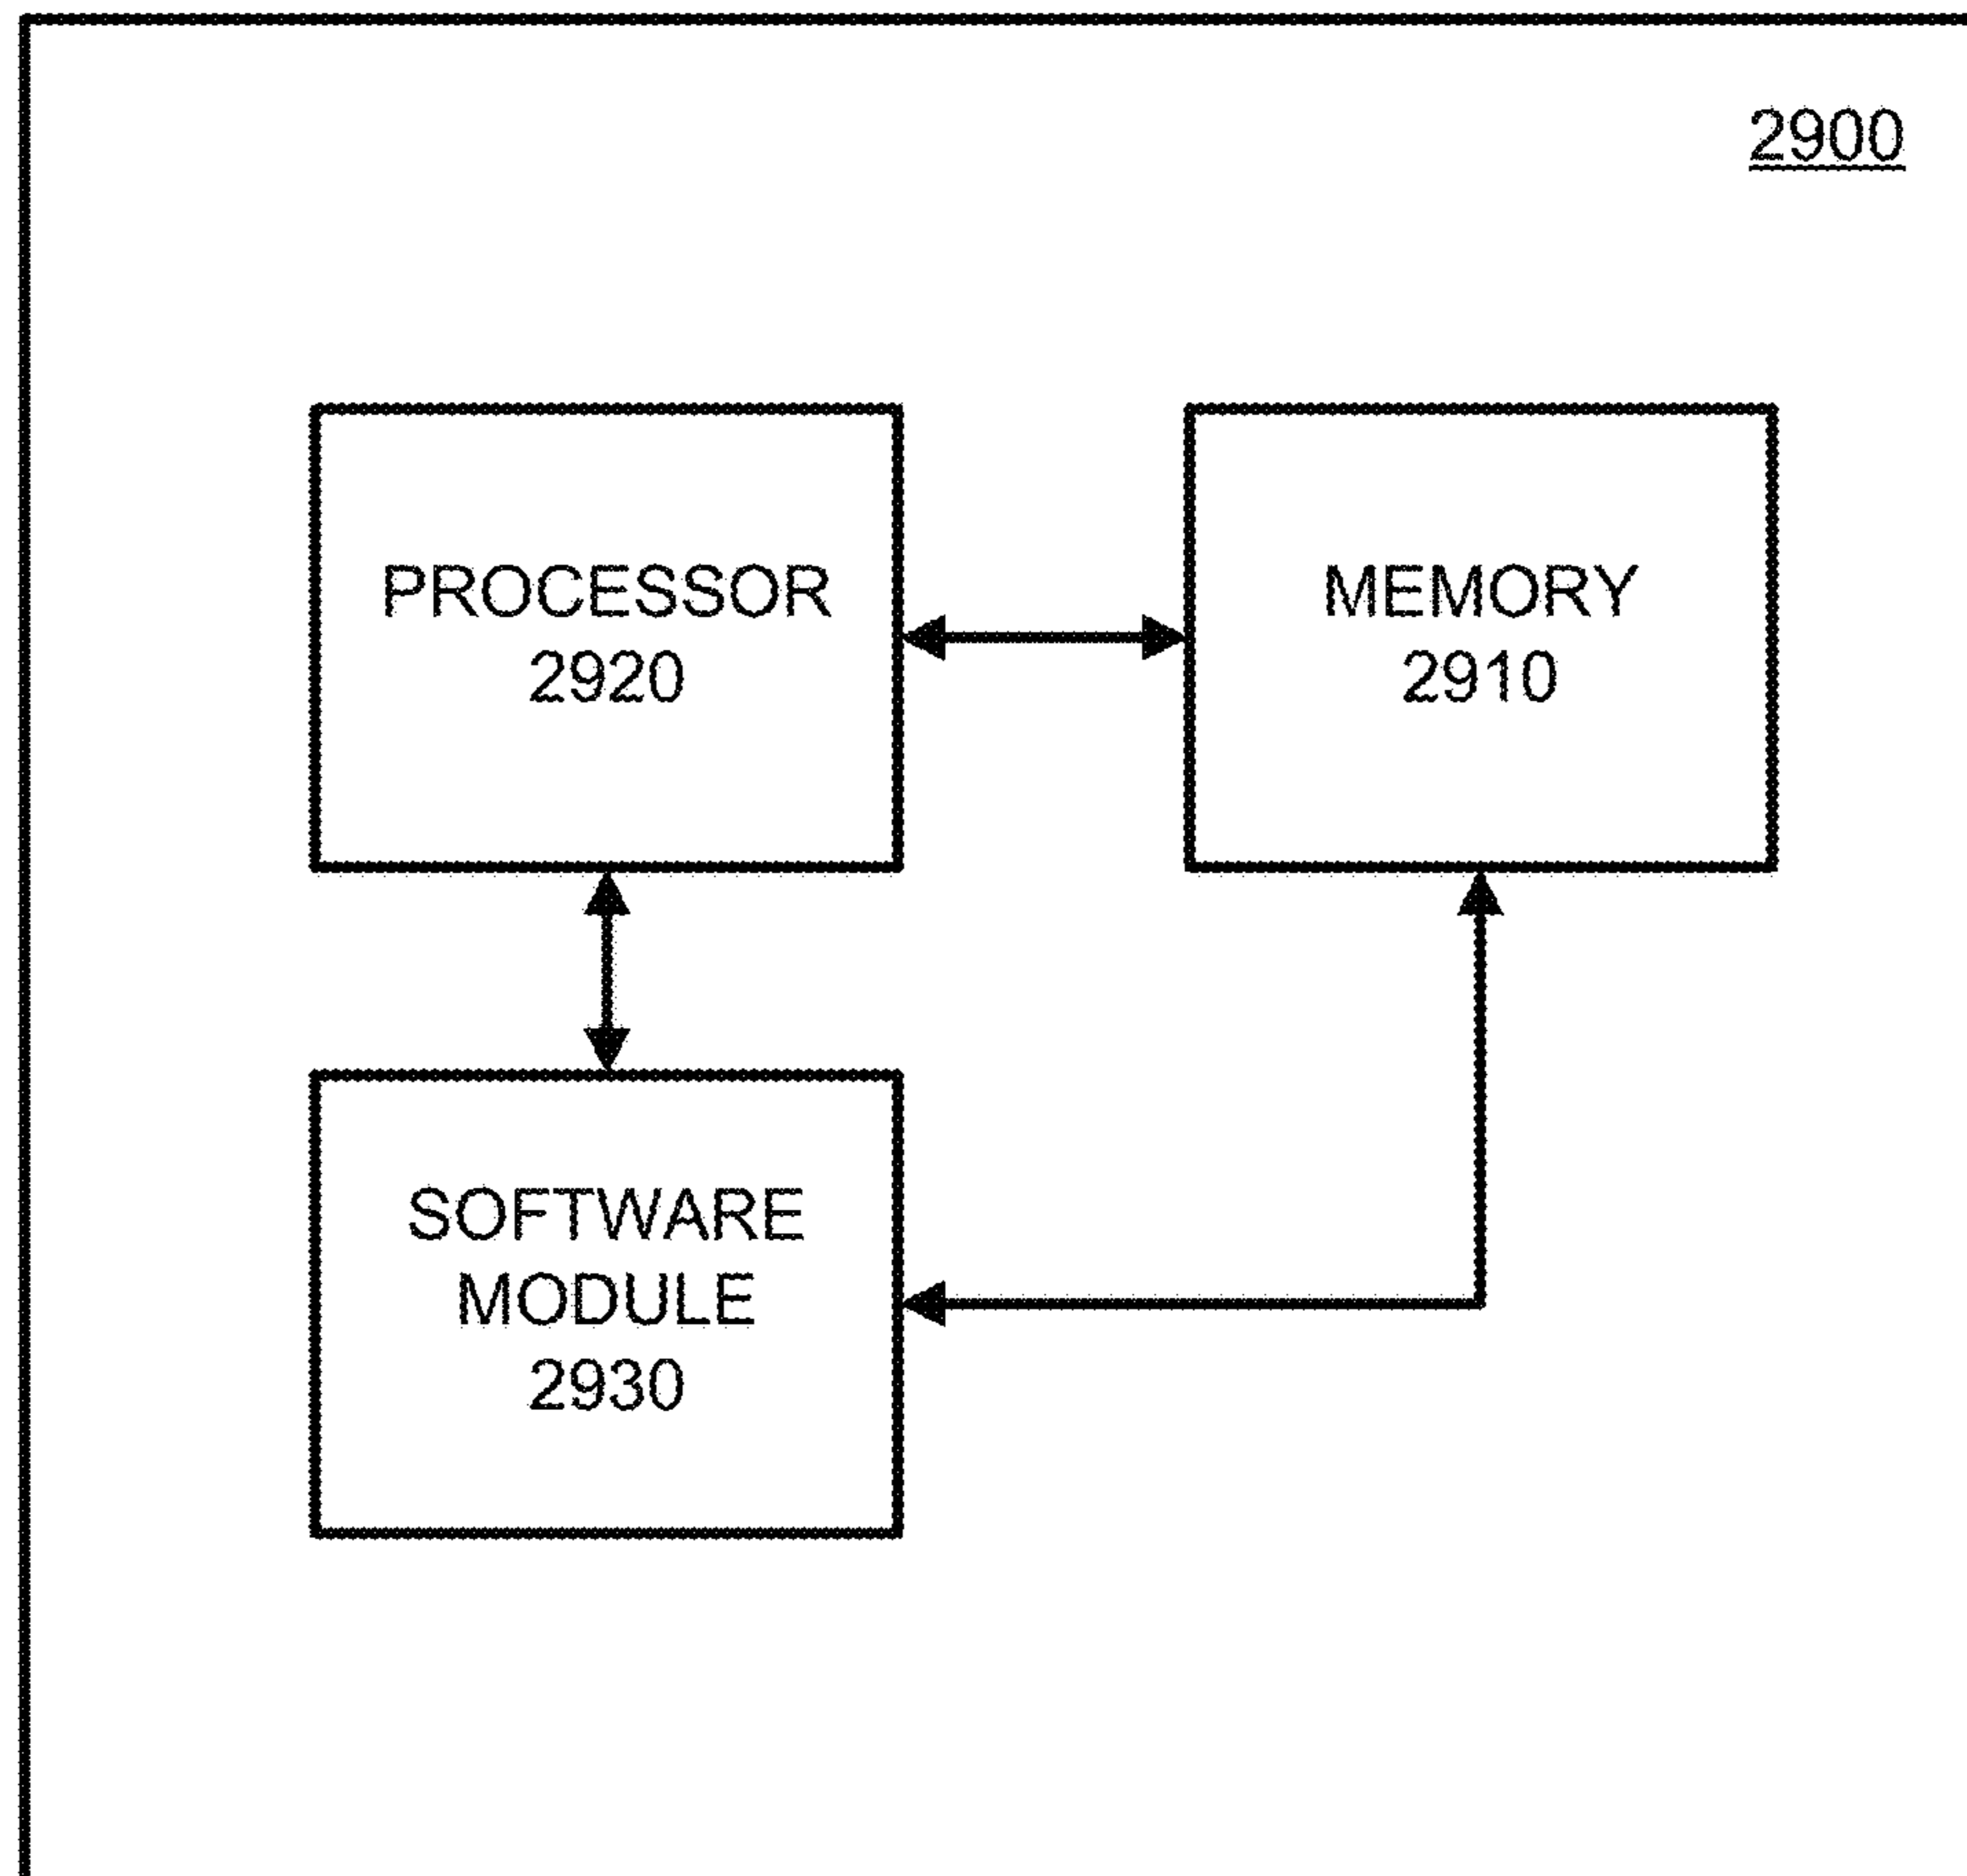 2900
PROCESSOR
2920
MEMORY
2910
SOFTWARE
MODULE
2930